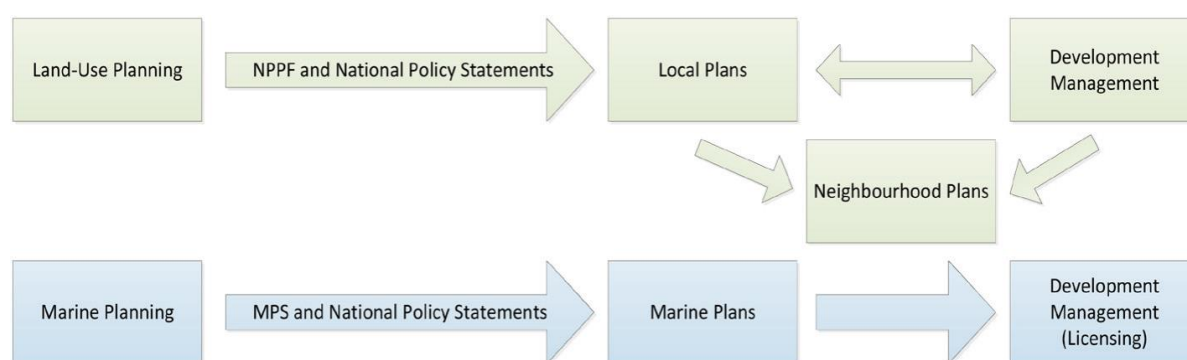 Land-Use Planning
NPPF and National Policy Statements
Local Plans
Development
Management
Neighbourhood Plans
Marine Planning
MPS and National Policy Statements
Marine Plans
Development
Management
(Licensing)